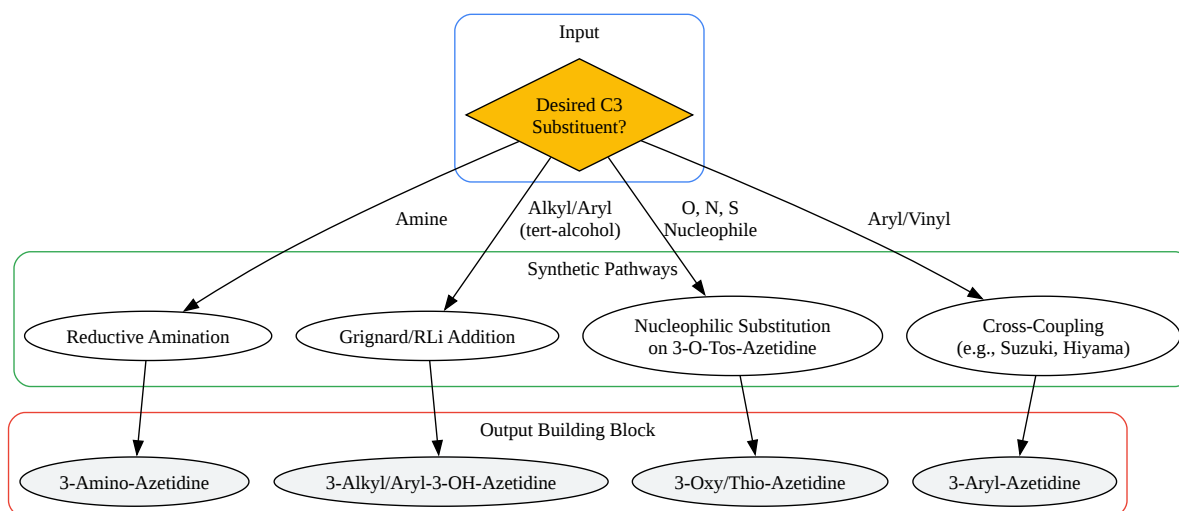 Input
Desired C3
Substituent?
Amine
Alkyl/Aryl
(tert-alcohol)
O, N, S
Nucleophile
Aryl/Vinyl
Synthetic Pathways
Reductive Amination
Grignard/RLi Addition
Nucleophilic Substitution
on 3-O-Tos-Azetidine
Cross-Coupling
(e.g., Suzuki, Hiyama)
Output Building Block
3-Amino-Azetidine
3-Alkyl/Aryl-3-OH-Azetidine
3-Oxy/Thio-Azetidine
3-Aryl-Azetidine